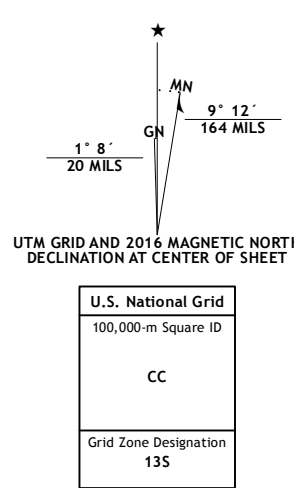 ★
MN
GN
9° 12´
164 MILS
1° 8´
20 MILS
UTM GRID AND 2016 MAGNETIC NORTH
DECLINATION AT CENTER OF SHEET
U.S. National Grid
100,000-m Square ID
CC
Grid Zone Designation
13S